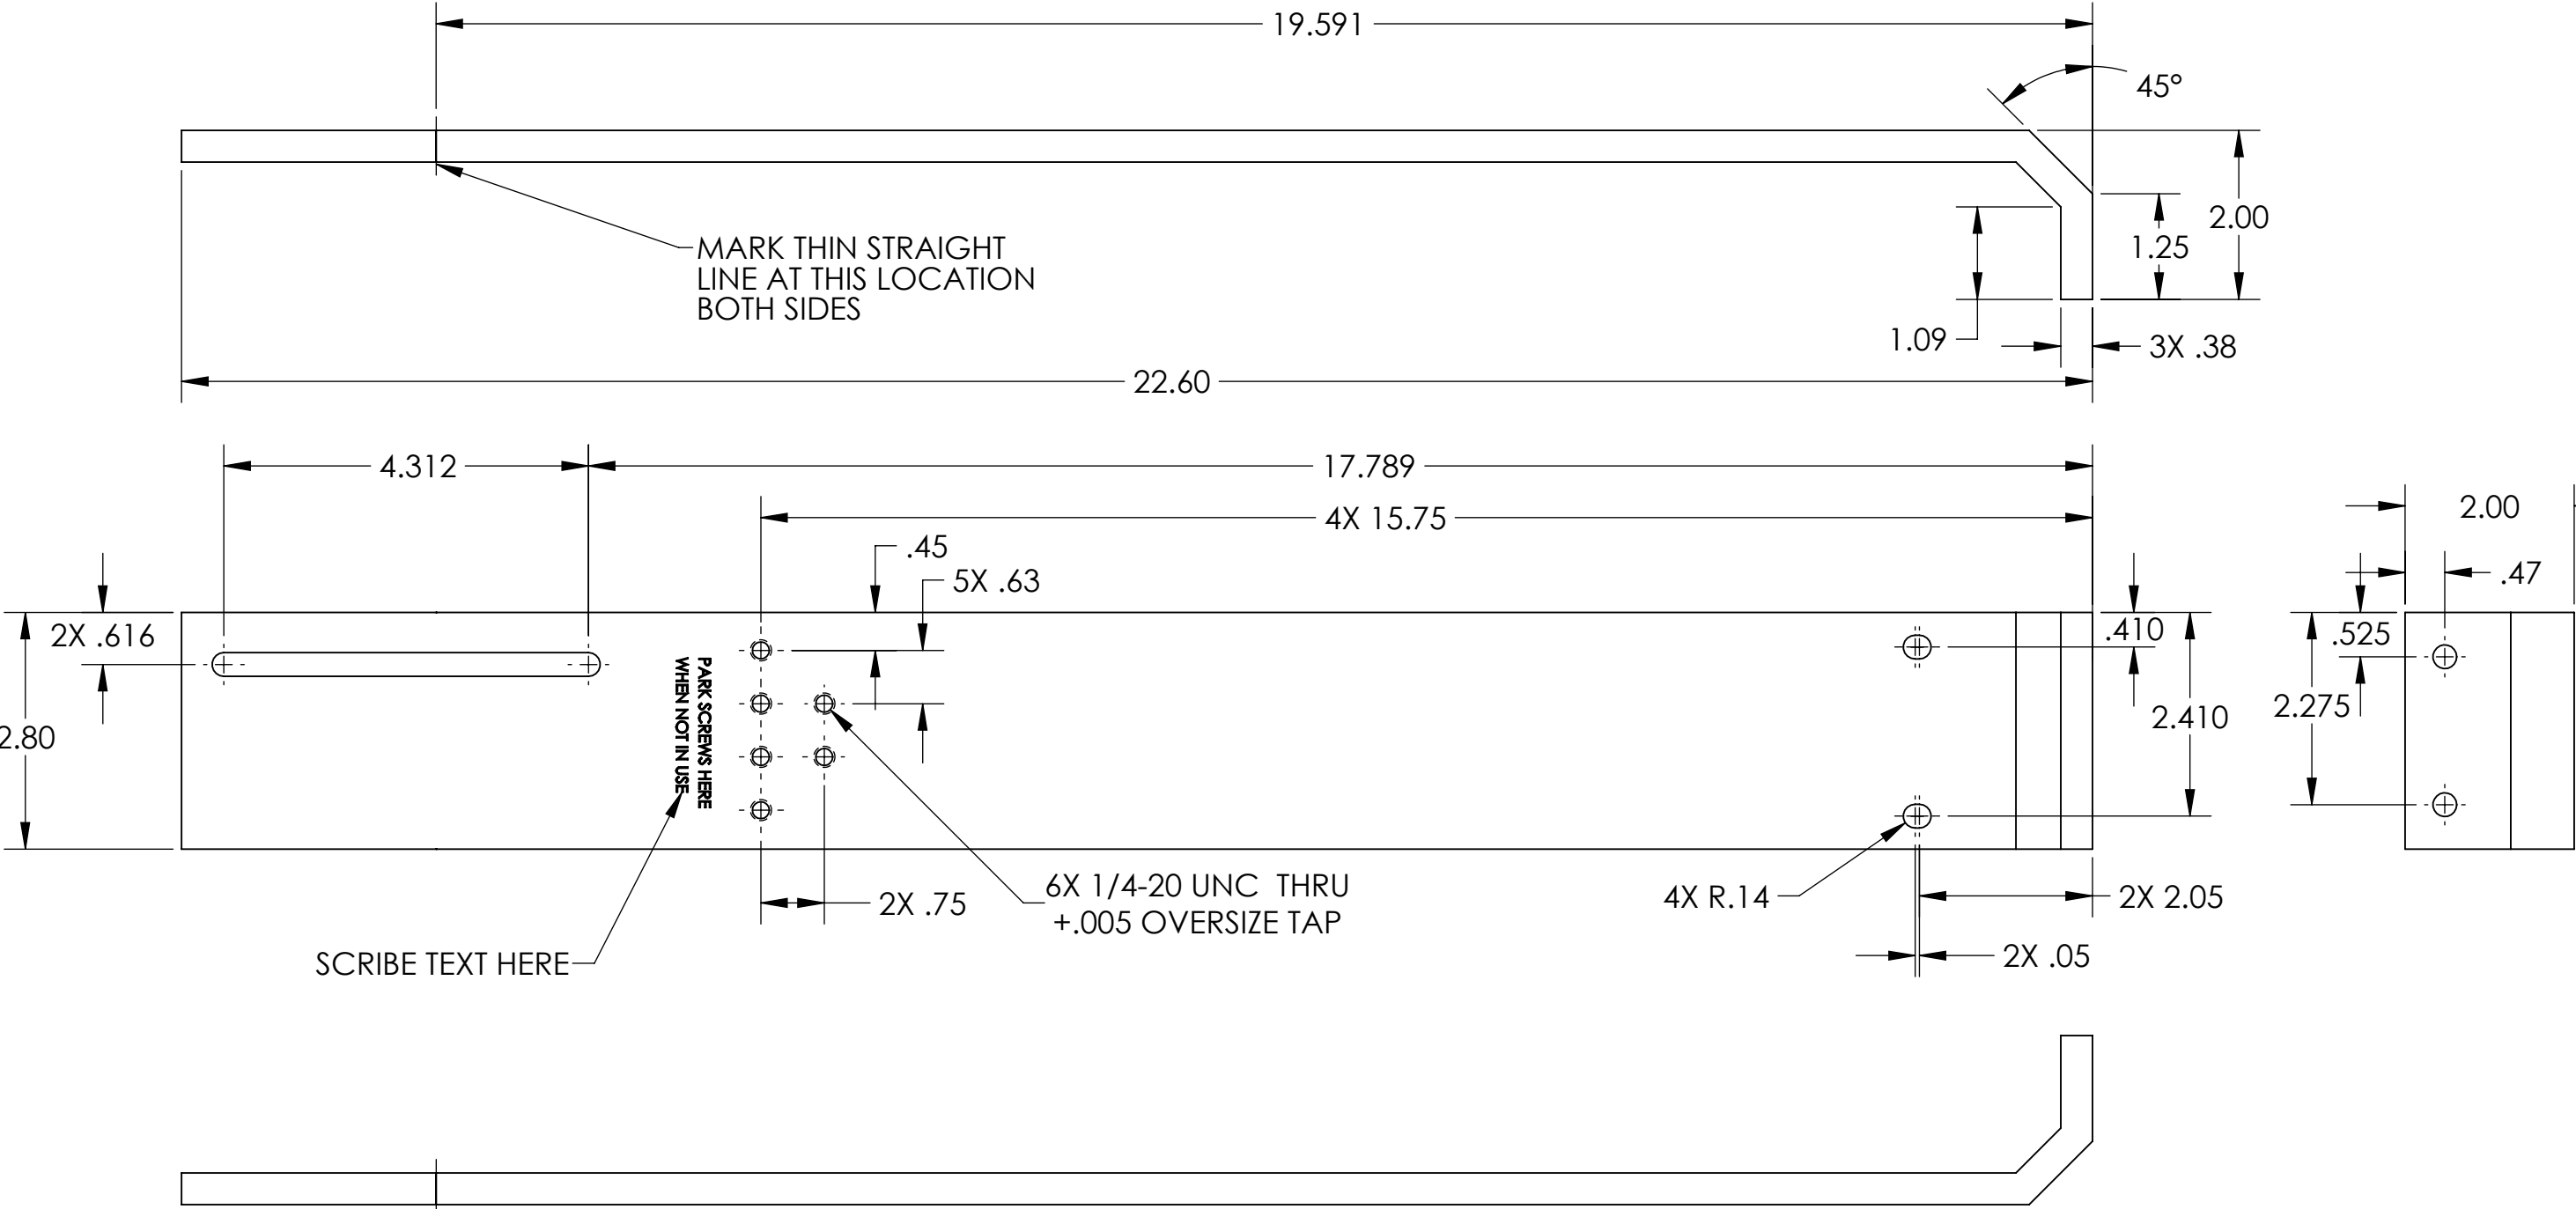 19.591
45°
MARK THIN STRAIGHT
LINE AT THIS LOCATION
BOTH SIDES
2.00
1.25
1.09
3X .38
22.60
4.312
17.789
4X 15.75
2.00
.45
5X .63
.47
2X .616
.410
.525
2.80
2.410
2.275
PARK SCREWS HERE
WHEN NOT IN USE
2X .75
6X 1/4-20 UNC THRU
+.005 OVERSIZE TAP
4X R.14
2X 2.05
2X .05
SCRIBE TEXT HERE